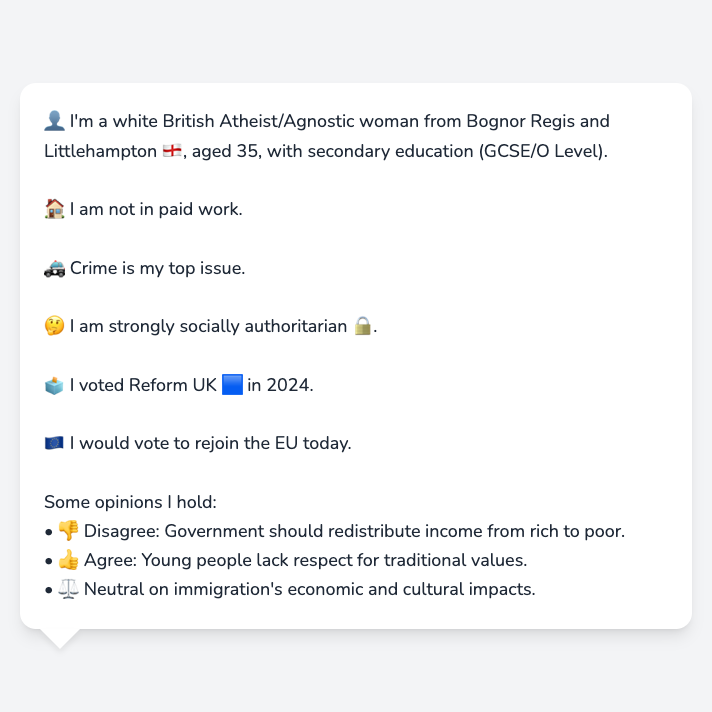 👤 I'm a white British Atheist/Agnostic woman from Bognor Regis and
Littlehampton 🏴󠁧󠁢󠁥󠁮󠁧󠁿, aged 35, with secondary education (GCSE/O Level).
🏠 I am not in paid work.
🚓 Crime is my top issue.
🤔 I am strongly socially authoritarian 🔒.
🗳️ I voted Reform UK 🟦 in 2024.
🇪🇺 I would vote to rejoin the EU today.
Some opinions I hold:
• 👎 Disagree: Government should redistribute income from rich to poor.
• 👍 Agree: Young people lack respect for traditional values.
• ⚖️ Neutral on immigration's economic and cultural impacts.